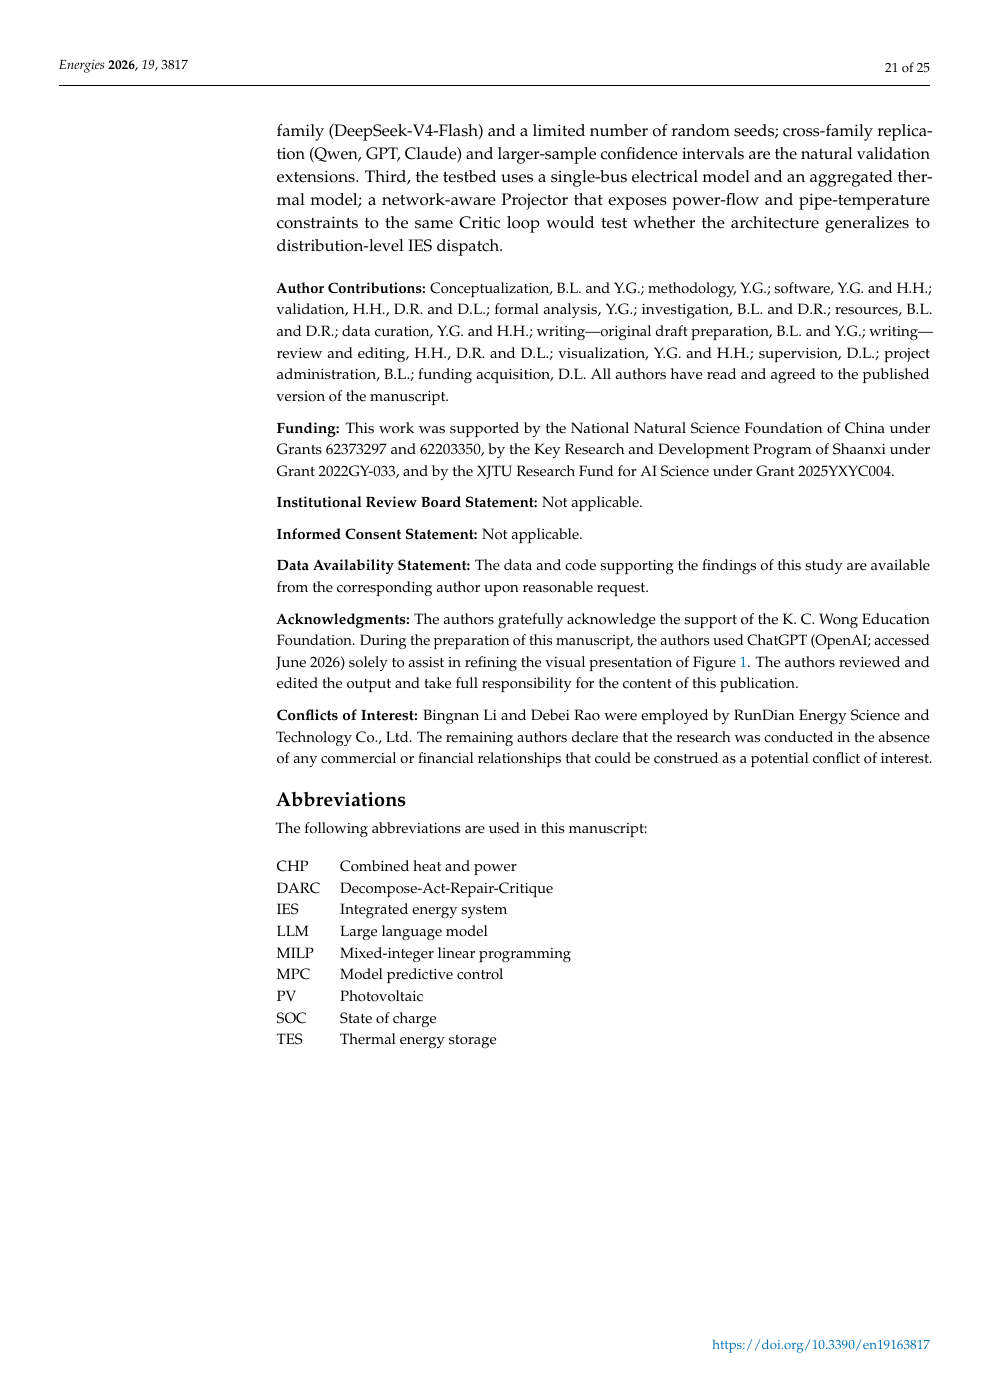 Energies 2026, 19, 3817
21 of 25
family (DeepSeek-V4-Flash) and a limited number of random seeds; cross-family replica-
tion (Qwen, GPT, Claude) and larger-sample confidence intervals are the natural validation
extensions. Third, the testbed uses a single-bus electrical model and an aggregated ther-
mal model; a network-aware Projector that exposes power-flow and pipe-temperature
constraints to the same Critic loop would test whether the architecture generalizes to
distribution-level IES dispatch.
Author Contributions: Conceptualization, B.L. and Y.G.; methodology, Y.G.; software, Y.G. and H.H.;
validation, H.H., D.R. and D.L.; formal analysis, Y.G.; investigation, B.L. and D.R.; resources, B.L.
and D.R.; data curation, Y.G. and H.H.; writing—original draft preparation, B.L. and Y.G.; writing—
review and editing, H.H., D.R. and D.L.; visualization, Y.G. and H.H.; supervision, D.L.; project
administration, B.L.; funding acquisition, D.L. All authors have read and agreed to the published
version of the manuscript.
Funding: This work was supported by the National Natural Science Foundation of China under
Grants 62373297 and 62203350, by the Key Research and Development Program of Shaanxi under
Grant 2022GY-033, and by the XJTU Research Fund for AI Science under Grant 2025YXYC004.
Institutional Review Board Statement: Not applicable.
Informed Consent Statement: Not applicable.
Data Availability Statement: The data and code supporting the findings of this study are available
from the corresponding author upon reasonable request.
Acknowledgments: The authors gratefully acknowledge the support of the K. C. Wong Education
Foundation. During the preparation of this manuscript, the authors used ChatGPT (OpenAI; accessed
June 2026) solely to assist in refining the visual presentation of Figure 1. The authors reviewed and
edited the output and take full responsibility for the content of this publication.
Conflicts of Interest: Bingnan Li and Debei Rao were employed by RunDian Energy Science and
Technology Co., Ltd. The remaining authors declare that the research was conducted in the absence
of any commercial or financial relationships that could be construed as a potential conflict of interest.
Abbreviations
The following abbreviations are used in this manuscript:
CHP Combined heat and power
DARC Decompose-Act-Repair-Critique
IES Integrated energy system
LLM Large language model
MILP Mixed-integer linear programming
MPC Model predictive control
PV Photovoltaic
SOC State of charge
TES Thermal energy storage
https://doi.org/10.3390/en19163817